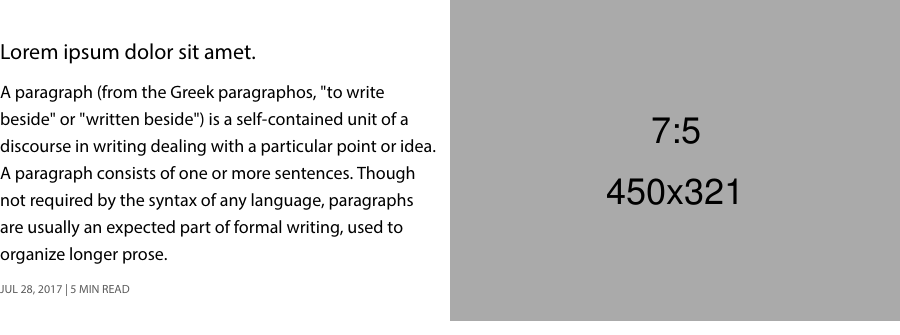 Lorem ipsum dolor sit amet.
A paragraph (from the Greek paragraphos, "to write
beside" or "written beside") is a self-contained unit of a
discourse in writing dealing with a particular point or idea.
A paragraph consists of one or more sentences. Though
not required by the syntax of any language, paragraphs
are usually an expected part of formal writing, used to
organize longer prose.
JUL 28, 2017 | 5 MIN READ
7:5
450x321